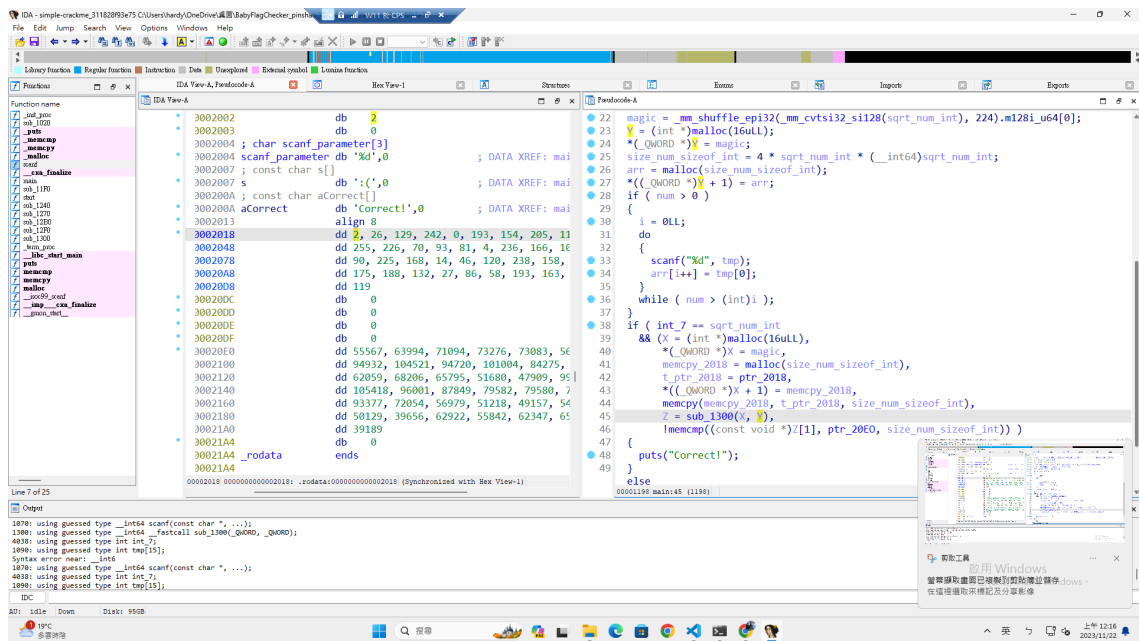 IDA - simple-crackme_311828f93e75 C:\Users\hardy\OneDrive\桌面\BabyFlagChecker_pinsha
W11 於 CPS
File Edit Jump Search View Options Windows Help
Library function Regular function Instruction Data Unexplored External symbol Lumina function
Functions
IDA View-A, Pseudocode-A
Hex View-1
Structures
Enums
Imports
Exports
Function name
_init_proc
sub_1020
_puts
_memcmp
_memcpy
_malloc
scanf
__cxa_finalize
main
sub_11F0
start
sub_1240
sub_1270
sub_12B0
sub_12F0
sub_1300
_term_proc
__libc_start_main
puts
memcmp
memcpy
malloc
__isoc99_scanf
__imp___cxa_finalize
__gmon_start__
Line 7 of 25
IDA View-A
3002002 db 2
3002003 db 0
3002004 ; char scanf_parameter[3]
3002004 scanf_parameter db '%d',0 ; DATA XREF: mai
3002007 ; const char s[]
3002007 s db ':(',0 ; DATA XREF: mai
300200A ; const char aCorrect[]
300200A aCorrect db 'Correct!',0 ; DATA XREF: mai
3002013 align 8
3002018 dd 2, 26, 129, 242, 0, 193, 154, 205, 11
3002048 dd 255, 226, 70, 93, 81, 4, 236, 166, 10
3002078 dd 90, 225, 168, 14, 46, 120, 238, 158,
30020A8 dd 175, 188, 132, 27, 86, 58, 193, 163,
30020D8 dd 119
30020DC db 0
30020DD db 0
30020DE db 0
30020DF db 0
30020E0 dd 55567, 63994, 71094, 73276, 73083, 56
3002100 dd 94932, 104521, 94720, 101004, 84275,
3002120 dd 62059, 68206, 65795, 51680, 47909, 99
3002140 dd 105418, 96001, 87849, 79582, 79580, 7
3002160 dd 93377, 72054, 56979, 51218, 49157, 54
3002180 dd 50129, 39656, 62922, 55842, 62347, 65
30021A0 dd 39189
30021A4 db 0
30021A4 _rodata ends
30021A4
00002018 0000000000002018: .rodata:0000000000002018 (Synchronized with Hex View-1)
Pseudocode-A
22 magic = _mm_shuffle_epi32(_mm_cvtsi32_si128(sqrt_num_int), 224).m128i_u64[0];
23 Y = (int *)malloc(16uLL);
24 *(_QWORD *)Y = magic;
25 size_num_sizeof_int = 4 * sqrt_num_int * (__int64)sqrt_num_int;
26 arr = malloc(size_num_sizeof_int);
27 *((_QWORD *)Y + 1) = arr;
28 if ( num > 0 )
29 {
30 i = 0LL;
31 do
32 {
33 scanf("%d", tmp);
34 arr[i++] = tmp[0];
35 }
36 while ( num > (int)i );
37 }
38 if ( int_7 == sqrt_num_int
39 && (X = (int *)malloc(16uLL),
40 *(_QWORD *)X = magic,
41 memcpy_2018 = malloc(size_num_sizeof_int),
42 t_ptr_2018 = ptr_2018,
43 *((_QWORD *)X + 1) = memcpy_2018,
44 memcpy(memcpy_2018, t_ptr_2018, size_num_sizeof_int),
45 Z = sub_1300(X, Y),
46 !memcmp((const void *)Z[1], ptr_20E0, size_num_sizeof_int)) )
47 {
48 puts("Correct!");
49 }
else
00001198 main:45 (1198)
Output
1070: using guessed type __int64 scanf(const char *, ...);
1300: using guessed type __int64 __fastcall sub_1300(_QWORD, _QWORD);
4038: using guessed type int int_7;
1090: using guessed type int tmp[15];
Syntax error near: __int6
1070: using guessed type __int64 scanf(const char *, ...);
4038: using guessed type int int_7;
1090: using guessed type int tmp[15];
IDC
AU: idle Down Disk: 95GB
剪取工具
啟用 Windows
螢幕擷取畫面已複製到剪貼簿並儲存
在這裡選取來標記及分享影像
19°C
多雲時陰
搜尋
英
上午 12:16
2023/11/22